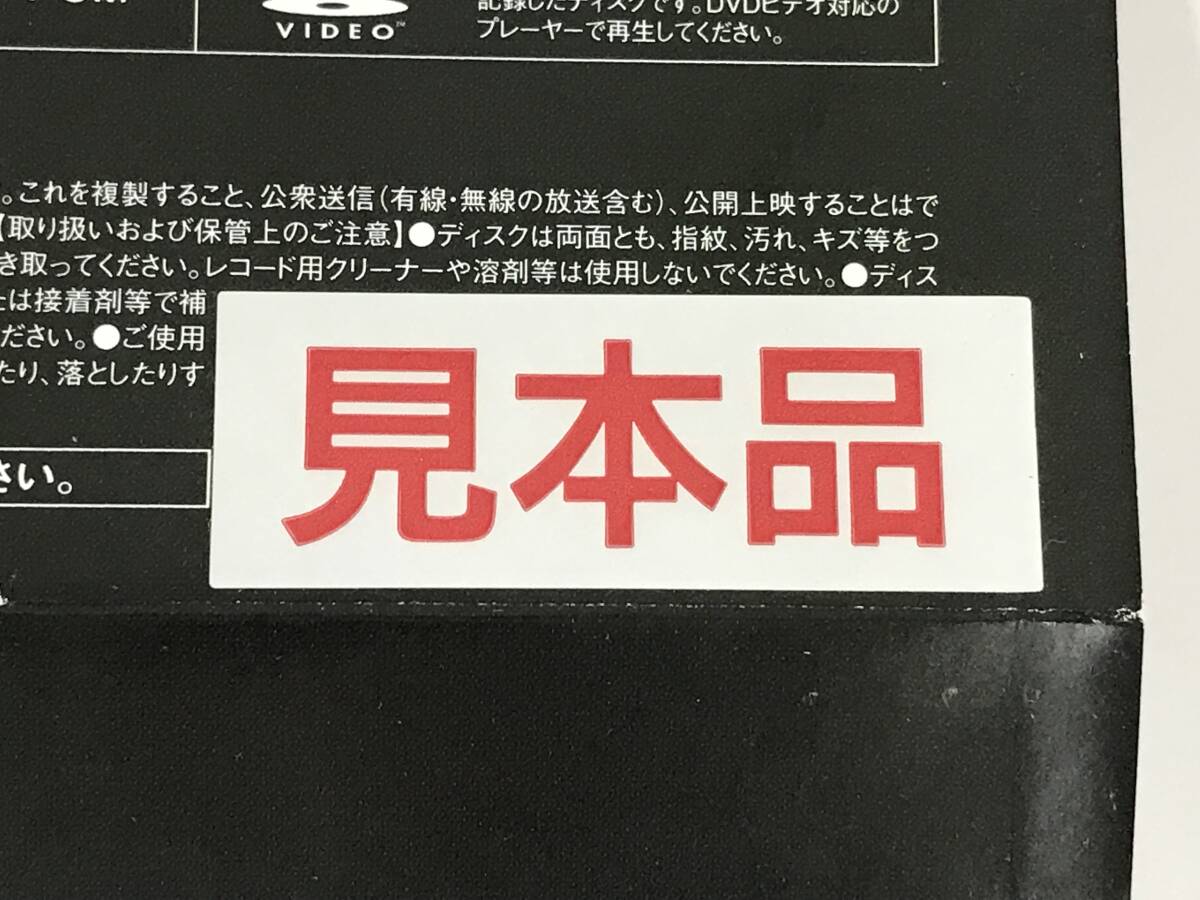 VIDEO™
記録したディスクです。DVDビデオ対応の
プレーヤーで再生してください。
。これを複製すること、公衆送信(有線・無線の放送含む)、公開上映することはで
【取り扱いおよび保管上のご注意】●ディスクは両面とも、指紋、汚れ、キズ等をつ
き取ってください。レコード用クリーナーや溶剤等は使用しないでください。●ディス
は接着剤等で補
ださい。●ご使用
たり、落としたりす
さい。
見本品